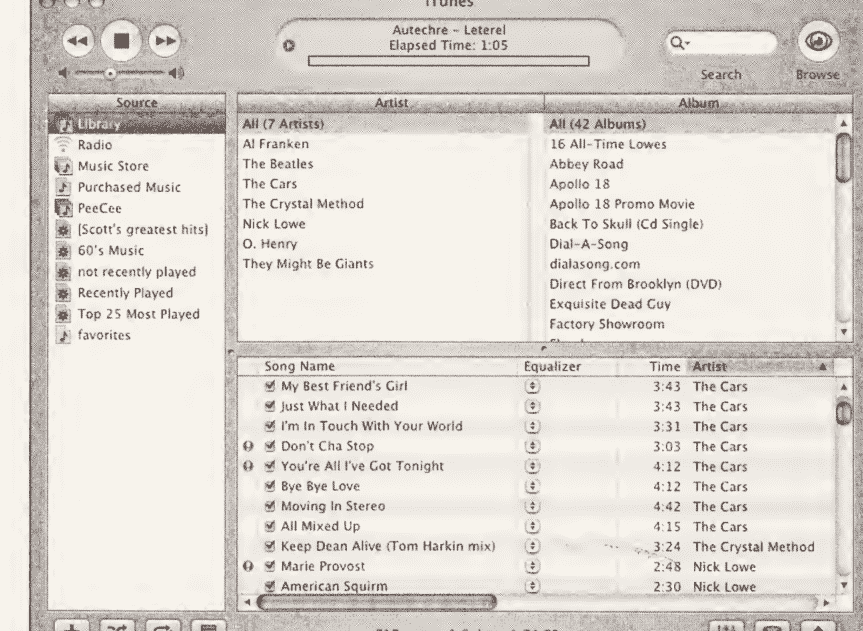 iTunes
Autechre - Leterel
Elapsed Time: 1:05
Search
Browse
Source
Library
Radio
Music Store
Purchased Music
PeeCee
[Scott's greatest hits]
60's Music
not recently played
Recently Played
Top 25 Most Played
favorites
Artist
All (7 Artists)
Al Franken
The Beatles
The Cars
The Crystal Method
Nick Lowe
O. Henry
They Might Be Giants
Album
All (42 Albums)
16 All-Time Lowes
Abbey Road
Apollo 18
Apollo 18 Promo Movie
Back To Skull (Cd Single)
Dial-A-Song
dialasong.com
Direct From Brooklyn (DVD)
Exquisite Dead Guy
Factory Showroom
Song Name Equalizer Time Artist
My Best Friend's Girl 3:43 The Cars
Just What I Needed 3:43 The Cars
I'm In Touch With Your World 3:31 The Cars
Don't Cha Stop 3:03 The Cars
You're All I've Got Tonight 4:12 The Cars
Bye Bye Love 4:12 The Cars
Moving In Stereo 4:42 The Cars
All Mixed Up 4:15 The Cars
Keep Dean Alive (Tom Harkin mix) 3:24 The Crystal Method
Marie Provost 2:48 Nick Lowe
American Squirm 2:30 Nick Lowe